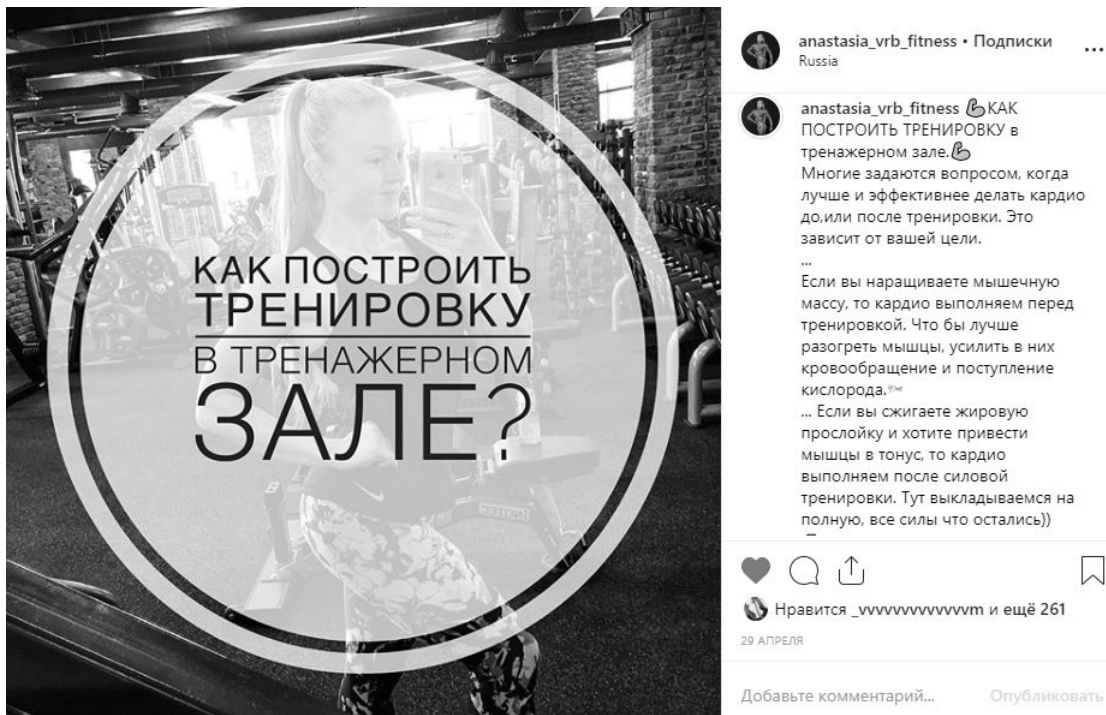 КАК ПОСТРОИТЬ
ТРЕНИРОВКУ
В ТРЕНАЖЕРНОМ
ЗАЛЕ?
anastasia_vrb_fitness • Подписки
Russia
anastasia_vrb_fitness 💪КАК
ПОСТРОИТЬ ТРЕНИРОВКУ в
тренажерном зале.💪
Многие задаются вопросом, когда
лучше и эффективнее делать кардио
до,или после тренировки. Это
зависит от вашей цели.
...
Если вы наращиваете мышечную
массу, то кардио выполняем перед
тренировкой. Что бы лучше
разогреть мышцы, усилить в них
кровообращение и поступление
кислорода.
... Если вы сжигаете жировую
прослойку и хотите привести
мышцы в тонус, то кардио
выполняем после силовой
тренировки. Тут выкладываемся на
полную, все силы что остались))
Нравится _vvvvvvvvvvvvvm и ещё 261
29 АПРЕЛЯ
Добавьте комментарий... Опубликовать